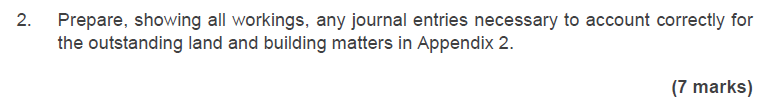 2. Prepare, showing all workings, any journal entries necessary to account correctly for
the outstanding land and building matters in Appendix 2.
(7 marks)